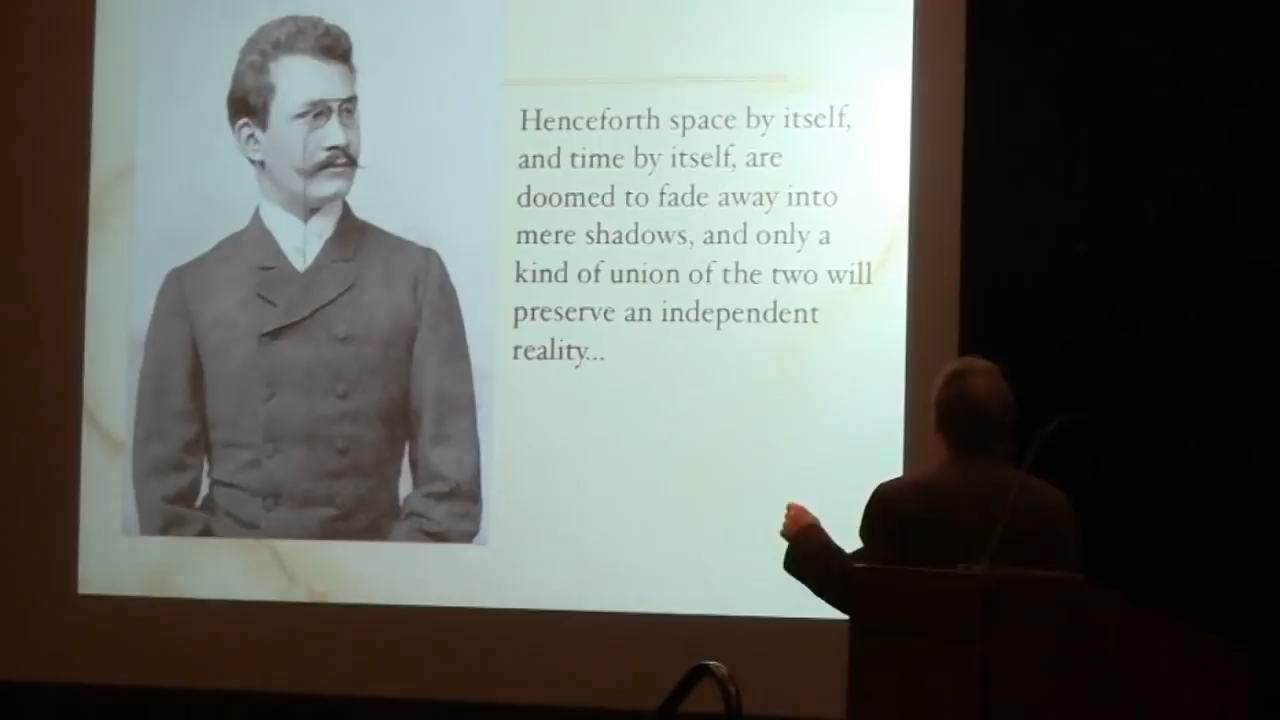 Henceforth space by itself,
and time by itself, are
doomed to fade away into
mere shadows, and only a
kind of union of the two will
preserve an independent
reality...